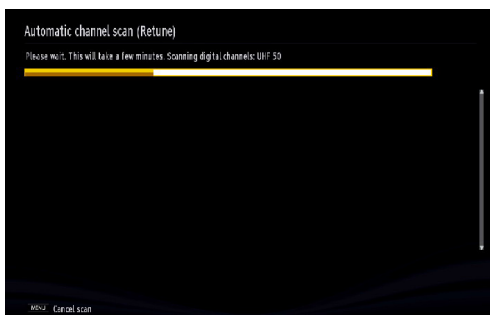 Automatic channel scan (Retune)
Please wait. This will take a few minutes. Scanning digital channels: UHF 50
MENU Cancel scan